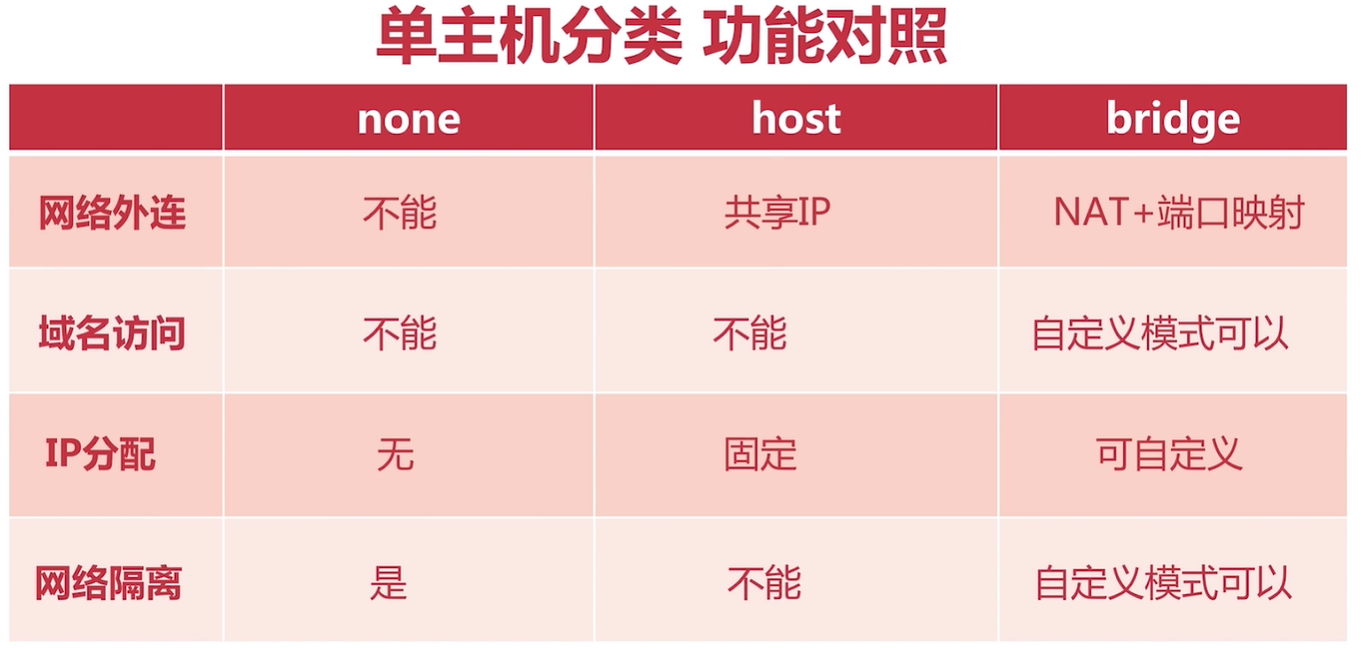 单主机分类 功能对照
none host bridge
网络外连 不能 共享IP NAT+端口映射
域名访问 不能 不能 自定义模式可以
IP分配 无 固定 可自定义
网络隔离 是 不能 自定义模式可以